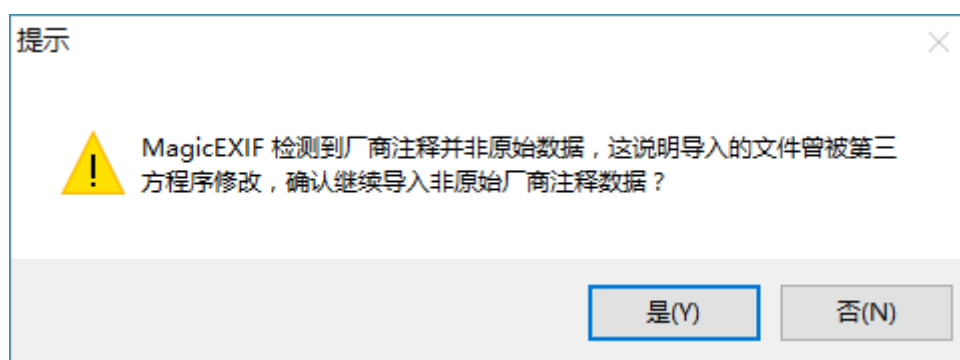 提示
MagicEXIF 检测到厂商注释并非原始数据，这说明导入的文件曾被第三
方程序修改，确认继续导入非原始厂商注释数据？
是(Y)
否(N)